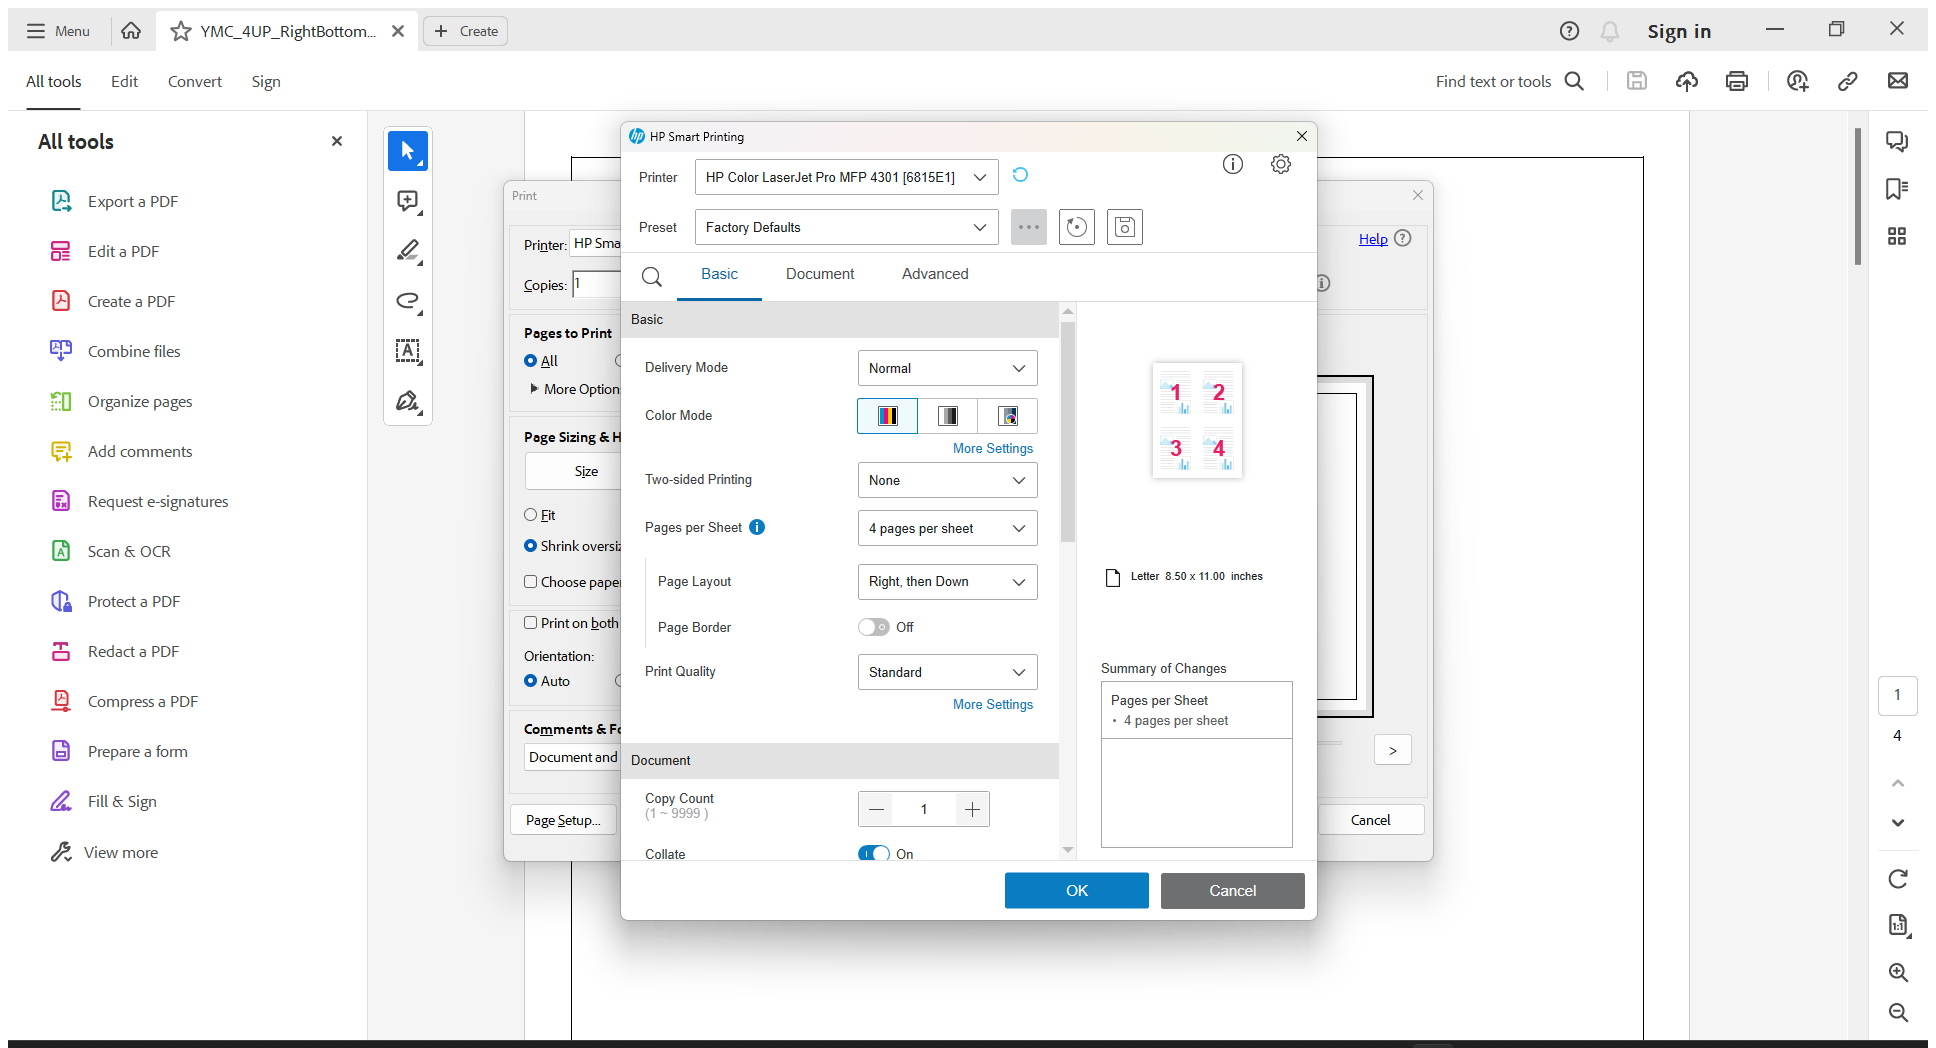 Menu
YMC_4UP_RightBottom...
Create
Sign in
All tools
Edit
Convert
Sign
Find text or tools
All tools
Export a PDF
Edit a PDF
Create a PDF
Combine files
Organize pages
Add comments
Request e-signatures
Scan & OCR
Protect a PDF
Redact a PDF
Compress a PDF
Prepare a form
Fill & Sign
View more
Print
Printer: HP Sma
Copies: 1
Help
Pages to Print
All
More Option
Page Sizing & H
Size
Fit
Shrink oversiz
Choose pape
Print on both
Orientation:
Auto
Comments & Fo
Document and
Page Setup...
>
Cancel
HP Smart Printing
Printer
HP Color LaserJet Pro MFP 4301 [6815E1]
Preset
Factory Defaults
Basic
Document
Advanced
Basic
Delivery Mode
Normal
Color Mode
More Settings
Two-sided Printing
None
Pages per Sheet
4 pages per sheet
Page Layout
Right, then Down
Page Border
Off
Print Quality
Standard
More Settings
Document
Copy Count
(1 ~ 9999 )
1
Collate
On
1 2
3 4
Letter 8.50 x 11.00 inches
Summary of Changes
Pages per Sheet
• 4 pages per sheet
OK
Cancel
1
4
1:1